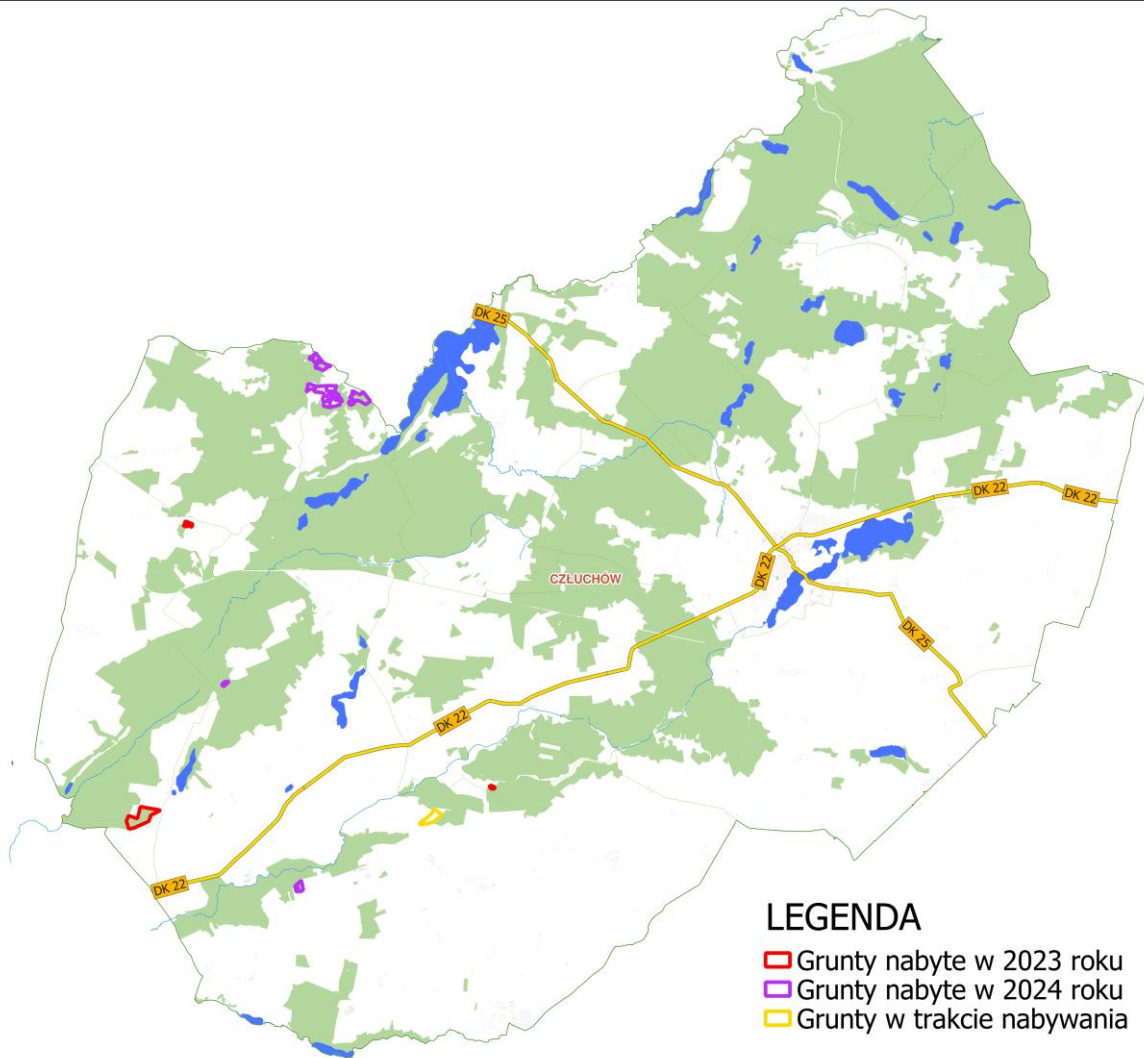 DK 25
DK 22
DK 22
DK 22
CZŁUCHÓW
DK 25
DK 22
DK 22
LEGENDA
Grunty nabyte w 2023 roku
Grunty nabyte w 2024 roku
Grunty w trakcie nabywania